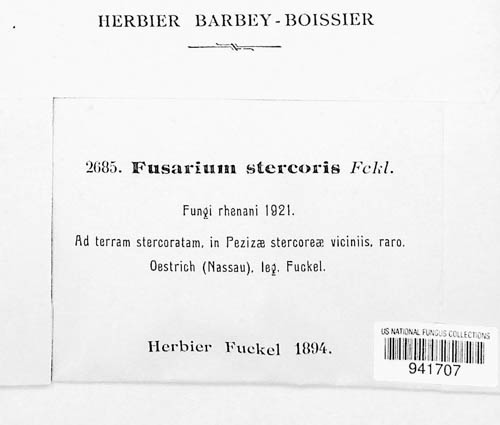 HERBIER BARBEY-BOISSIER
2685. Fusarium stercoris Fckl.
Fungi rhenani 1921.
Ad terram stercoratam, in Pezizæ stercoreæ viciniis, raro.
Oestrich (Nassau), leg. Fuckel.
Herbier Fuckel 1894.
US NATIONAL FUNGUS COLLECTIONS
941707